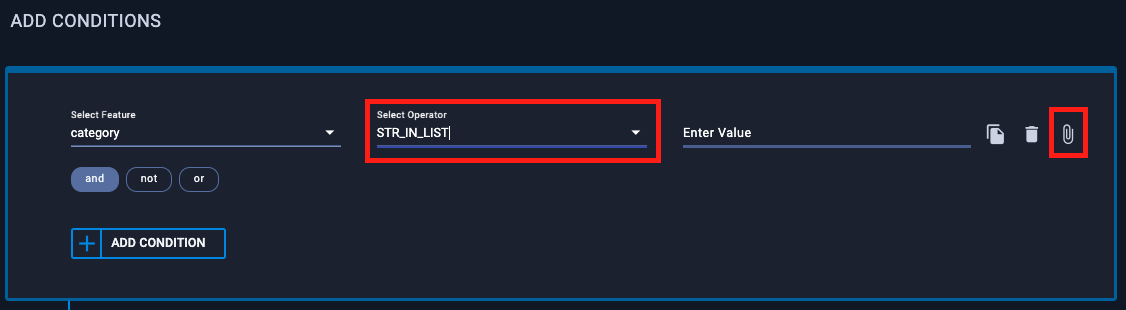 ADD CONDITIONS
Select Feature
category
Select Operator
STR_IN_LIST
Enter Value
and not or
ADD CONDITION